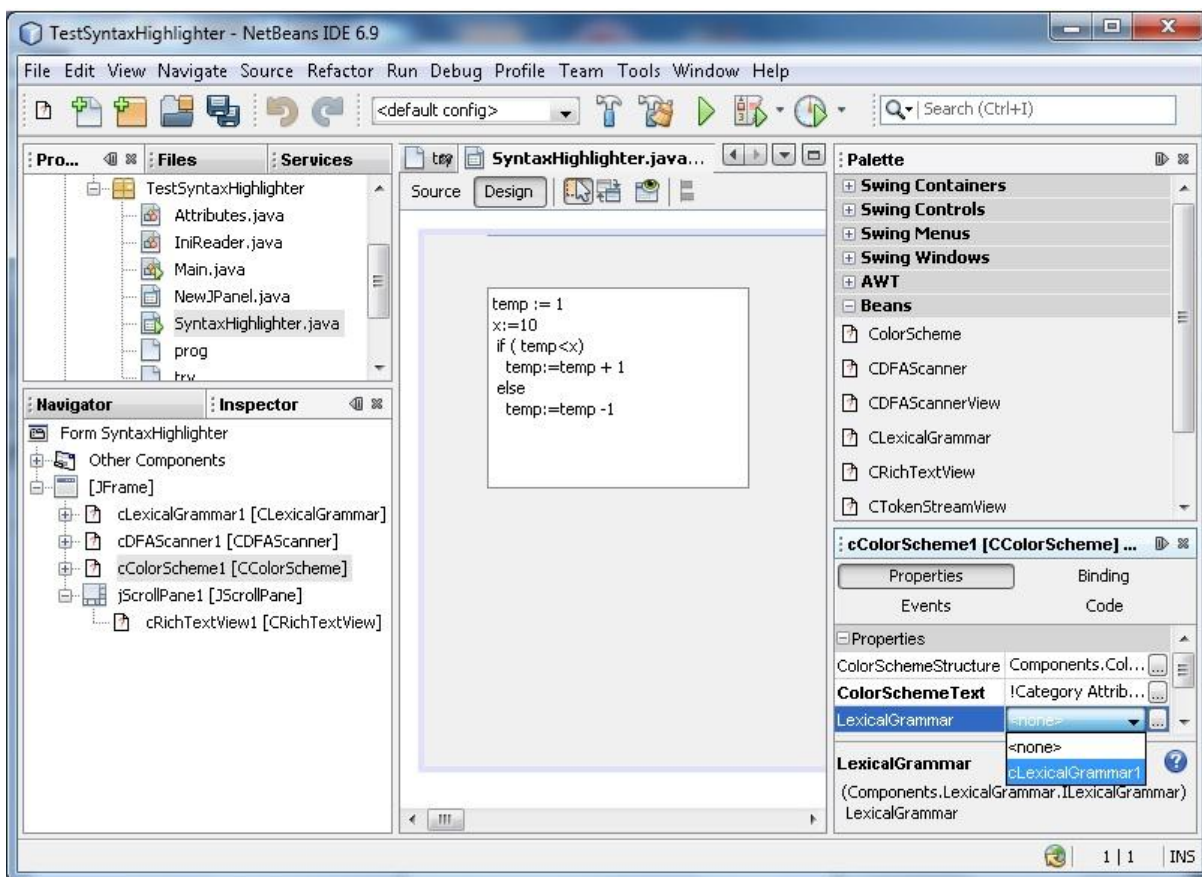 TestSyntaxHighlighter - NetBeans IDE 6.9
File Edit View Navigate Source Refactor Run Debug Profile Team Tools Window Help
<default config>
Search (Ctrl+I)
Pro...
Files
Services
TestSyntaxHighlighter
Attributes.java
IniReader.java
Main.java
NewJPanel.java
SyntaxHighlighter.java
prog
try
Navigator
Inspector
Form SyntaxHighlighter
Other Components
[JFrame]
cLexicalGrammar1 [CLexicalGrammar]
cDFAScanner1 [CDFAScanner]
cColorScheme1 [CColorScheme]
jScrollPane1 [JScrollPane]
cRichTextView1 [CRichTextView]
SyntaxHighlighter.java...
Source
Design
temp := 1
x:=10
if ( temp<x)
temp:=temp + 1
else
temp:=temp -1
Palette
Swing Containers
Swing Controls
Swing Menus
Swing Windows
AWT
Beans
ColorScheme
CDFAScanner
CDFAScannerView
CLexicalGrammar
CRichTextView
CTokenStreamView
cColorScheme1 [CColorScheme] ...
Properties
Binding
Events
Code
Properties
ColorSchemeStructure Components.Col... ...
ColorSchemeText !Category Attrib... ...
LexicalGrammar <none> ...
<none>
cLexicalGrammar1
LexicalGrammar
(Components.LexicalGrammar.ILexicalGrammar)
LexicalGrammar
1 | 1 INS